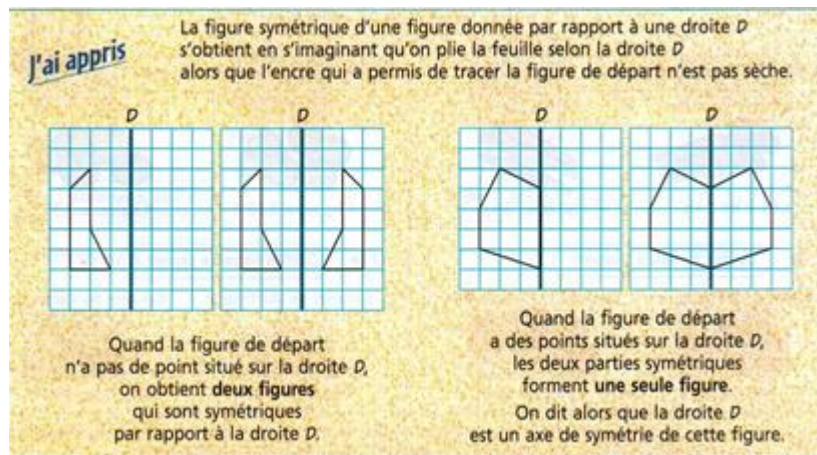 J'ai appris
La figure symétrique d'une figure donnée par rapport à une droite D
s'obtient en s'imaginant qu'on plie la feuille selon la droite D
alors que l'encre qui a permis de tracer la figure de départ n'est pas sèche.
D
D
D
D
Quand la figure de départ
n'a pas de point situé sur la droite D,
on obtient deux figures
qui sont symétriques
par rapport à la droite D.
Quand la figure de départ
a des points situés sur la droite D,
les deux parties symétriques
forment une seule figure.
On dit alors que la droite D
est un axe de symétrie de cette figure.